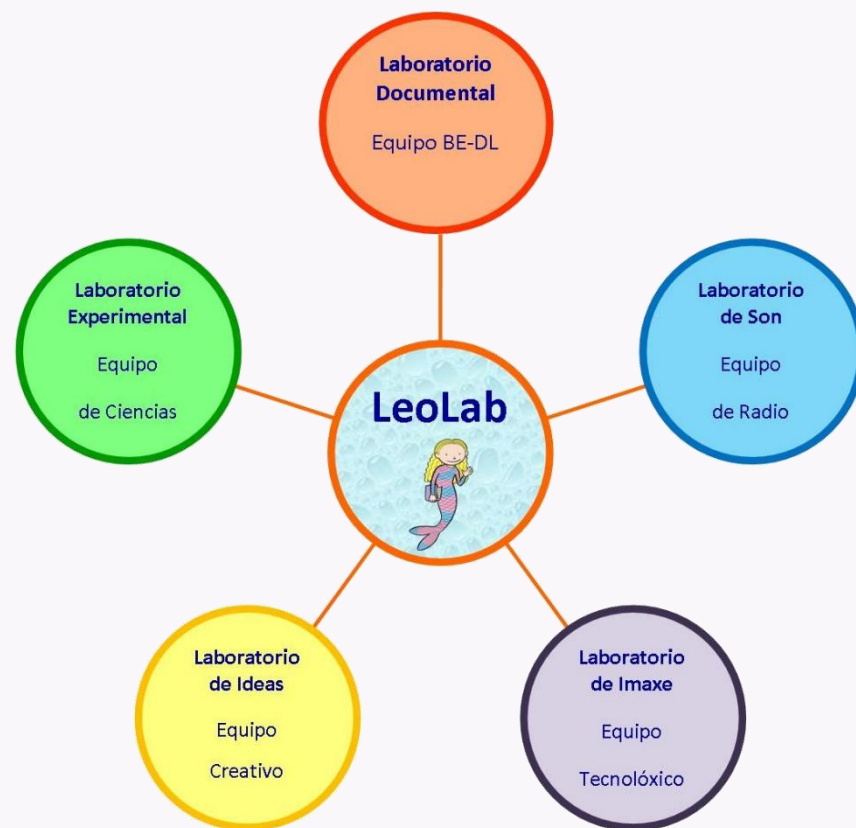 Laboratorio
Documental
Equipo BE-DL
Laboratorio
Experimental
Equipo
de Ciencias
Laboratorio
de Son
Equipo
de Radio
LeoLab
Laboratorio
de Ideas
Equipo
Creativo
Laboratorio
de Imaxe
Equipo
Tecnolóxico